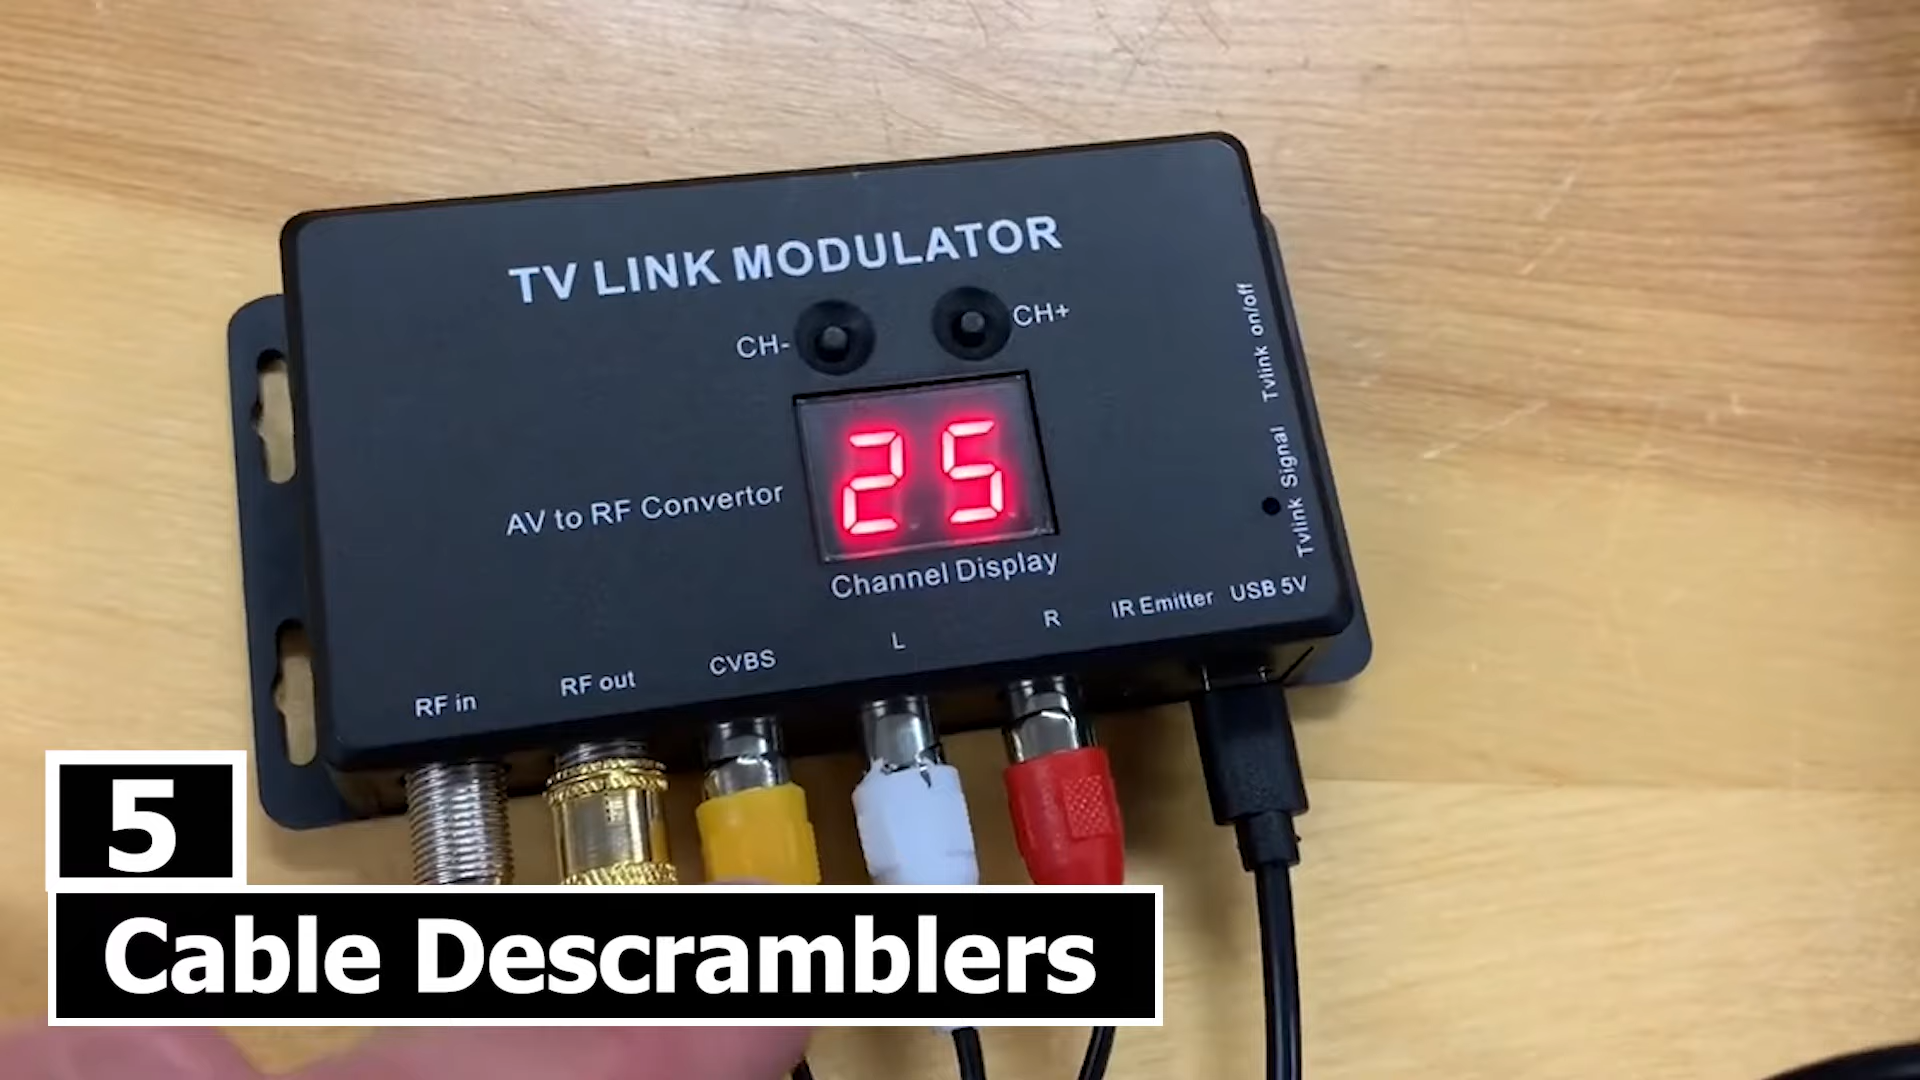 TV LINK MODULATOR
CH-
CH+
25
AV to RF Convertor
Channel Display
Tvlink on/off
Tvlink Signal
RF in
RF out
CVBS
L
R
IR Emitter
USB 5V
5
Cable Descramblers